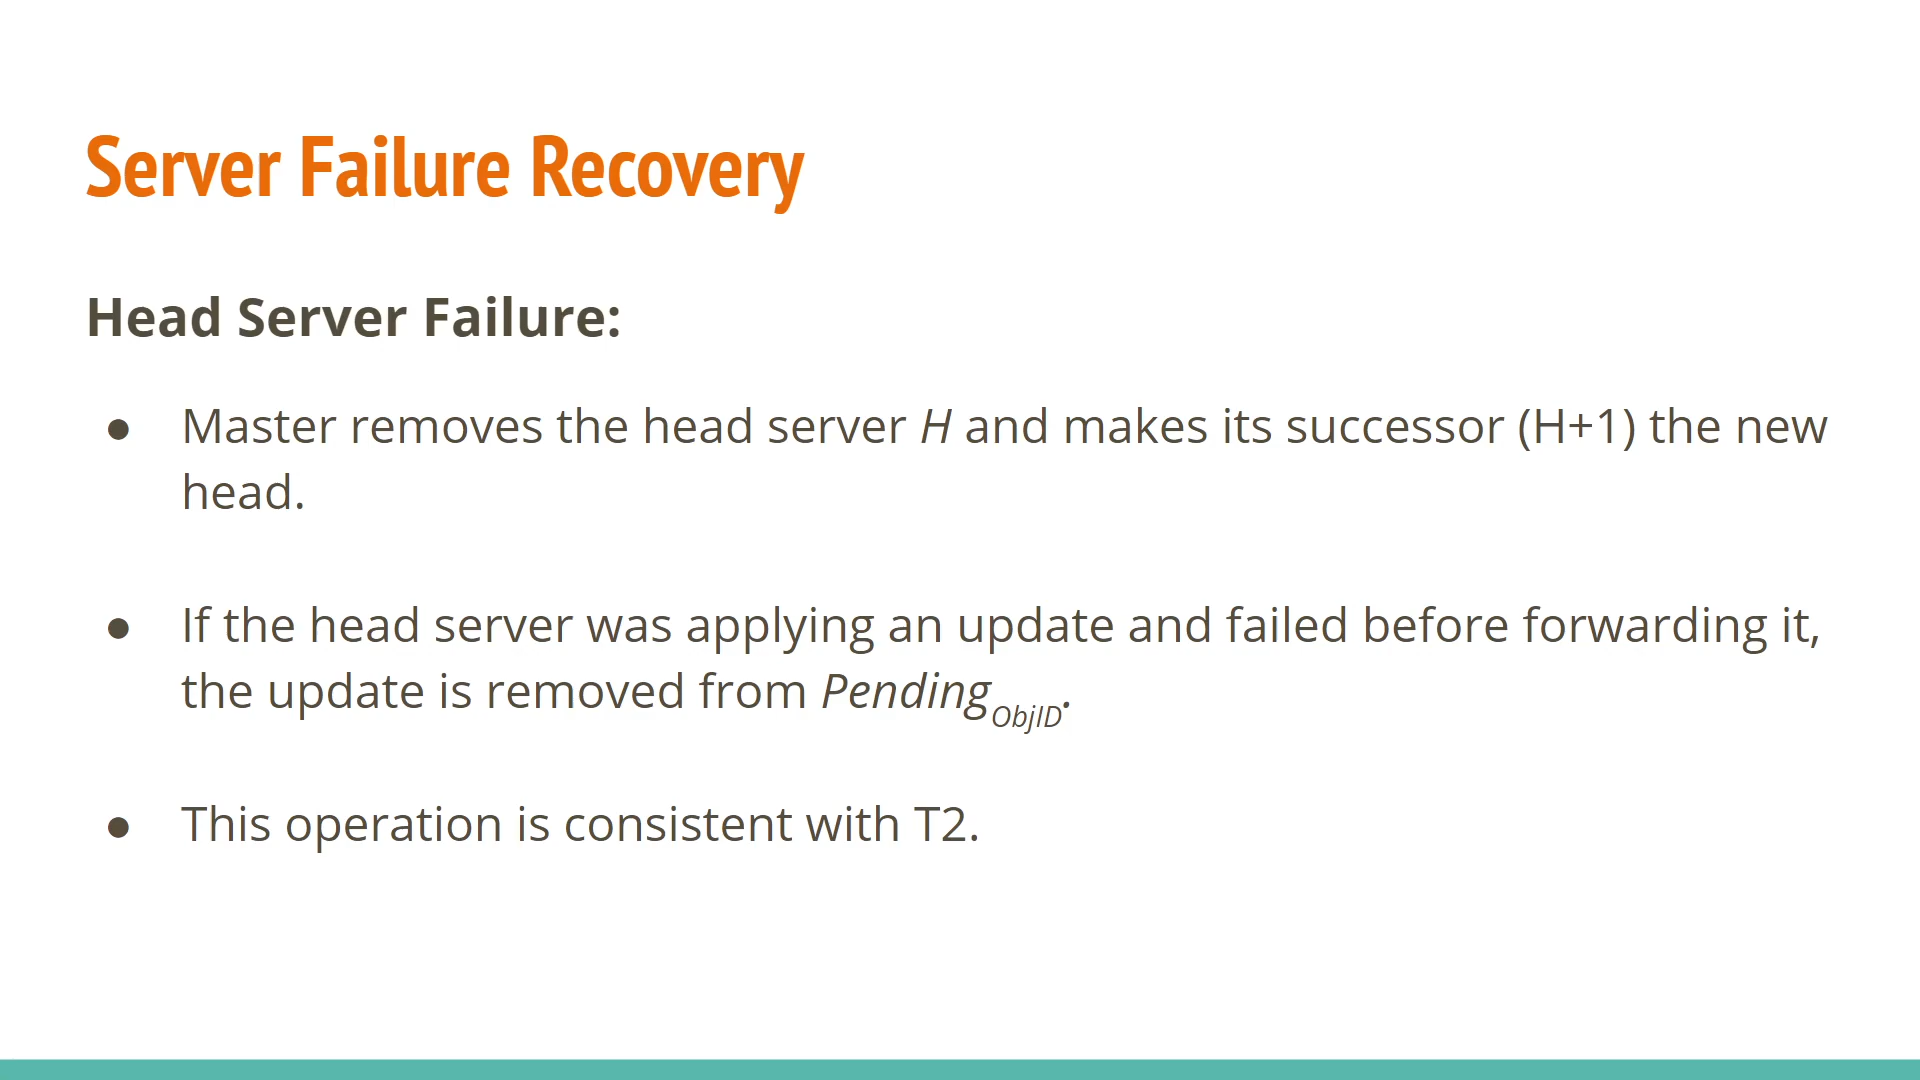 Server Failure Recovery
Head Server Failure:
● Master removes the head server H and makes its successor (H+1) the new
head.
● If the head server was applying an update and failed before forwarding it,
the update is removed from Pending_ObjID.
● This operation is consistent with T2.